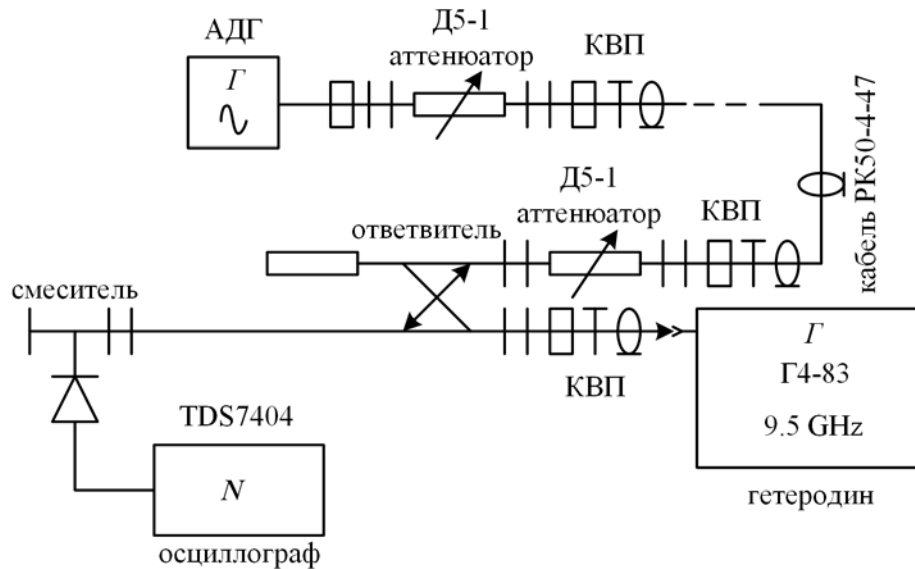 АДГ
Г
Д5-1
аттенюатор
КВП
кабель РК50-4-47
Д5-1
аттенюатор
КВП
ответвитель
смеситель
КВП
Г
Г4-83
9.5 GHz
гетеродин
TDS7404
N
осциллограф